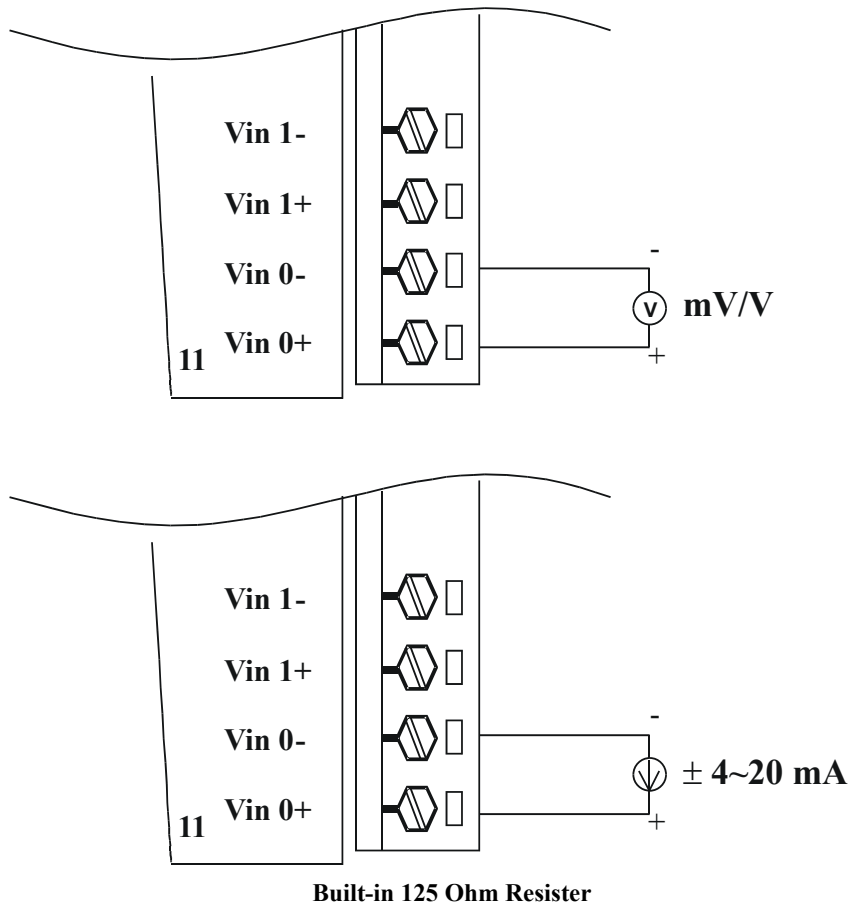 Vin 1-
Vin 1+
Vin 0-
-
V mV/V
Vin 0+
+
11
Vin 1-
Vin 1+
Vin 0-
-
± 4~20 mA
Vin 0+
+
11
Built-in 125 Ohm Resister